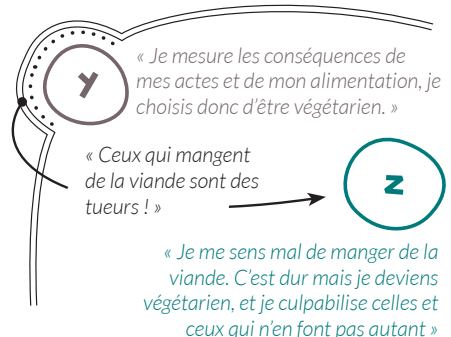 Y
« Je mesure les conséquences de
mes actes et de mon alimentation, je
choisis donc d'être végétarien. »
« Ceux qui mangent
de la viande sont des
tueurs ! »
Z
« Je me sens mal de manger de la
viande. C'est dur mais je deviens
végétarien, et je culpabilise celles et
ceux qui n'en font pas autant »